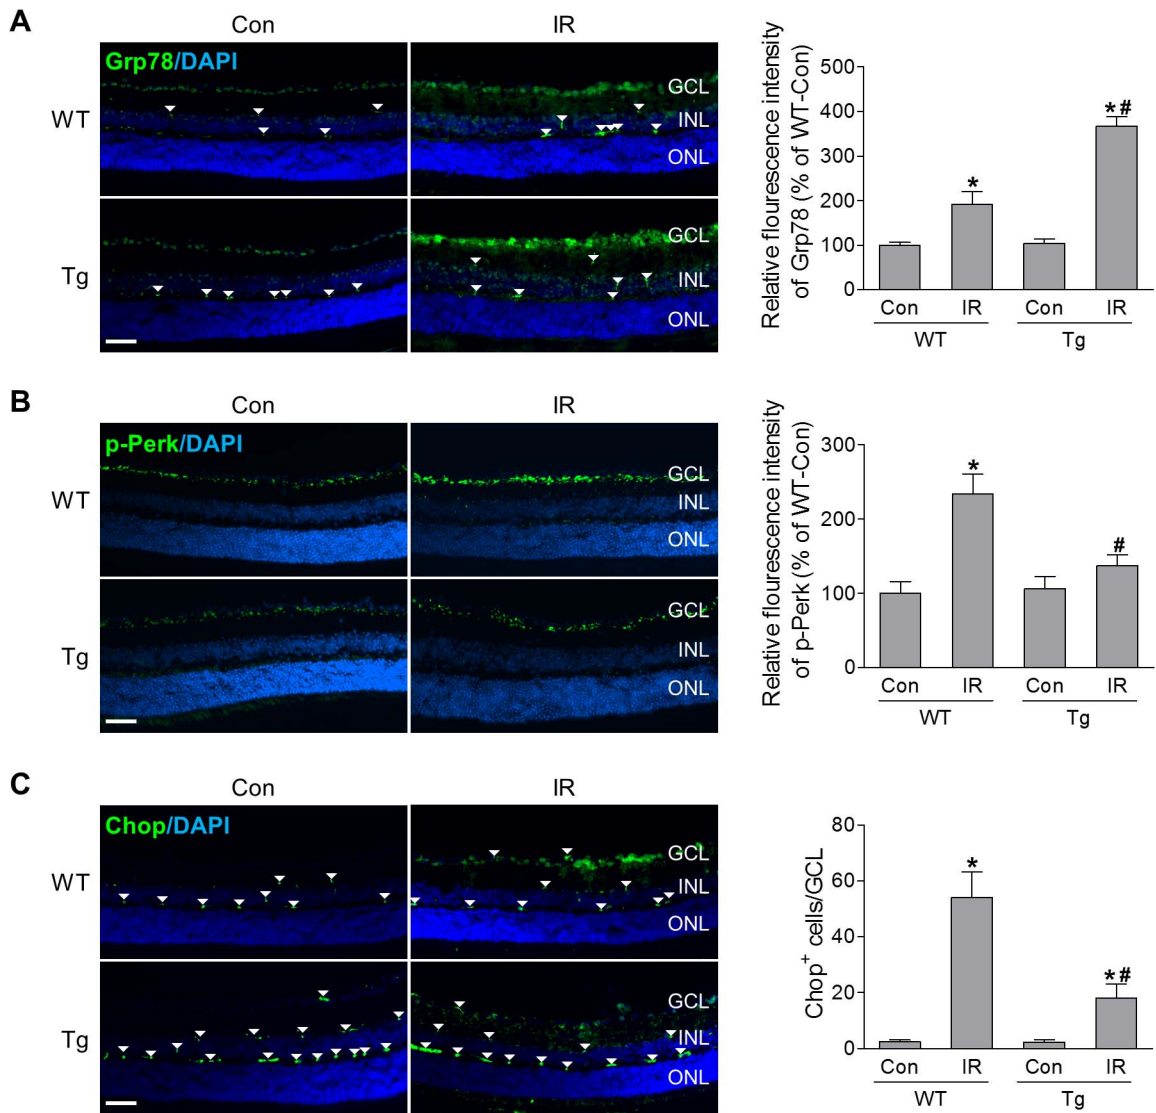 A
Con
IR
Grp78/DAPI
WT
Tg
GCL
INL
ONL
GCL
INL
ONL
Relative flourescence intensity
of Grp78 (% of WT-Con)
500
400
300
200
100
0
*
*#
Con
IR
Con
IR
WT
Tg
B
Con
IR
p-Perk/DAPI
WT
Tg
GCL
INL
ONL
GCL
INL
ONL
Relative flourescence intensity
of p-Perk (% of WT-Con)
300
200
100
0
*
#
Con
IR
Con
IR
WT
Tg
C
Con
IR
Chop/DAPI
WT
Tg
GCL
INL
ONL
GCL
INL
ONL
Chop+ cells/GCL
80
60
40
20
0
*
*#
Con
IR
Con
IR
WT
Tg